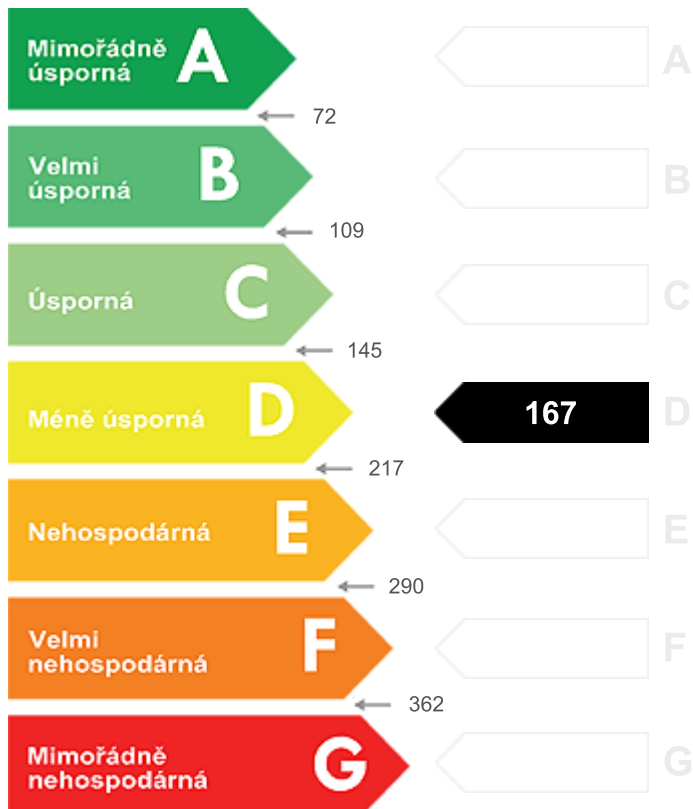 Mimořádně
úsporná
A
A
72
Velmi
úsporná
B
B
109
Úsporná
C
C
145
Méně úsporná
D
167
D
217
Nehospodárná
E
E
290
Velmi
nehospodárná
F
F
362
Mimořádně
nehospodárná
G
G